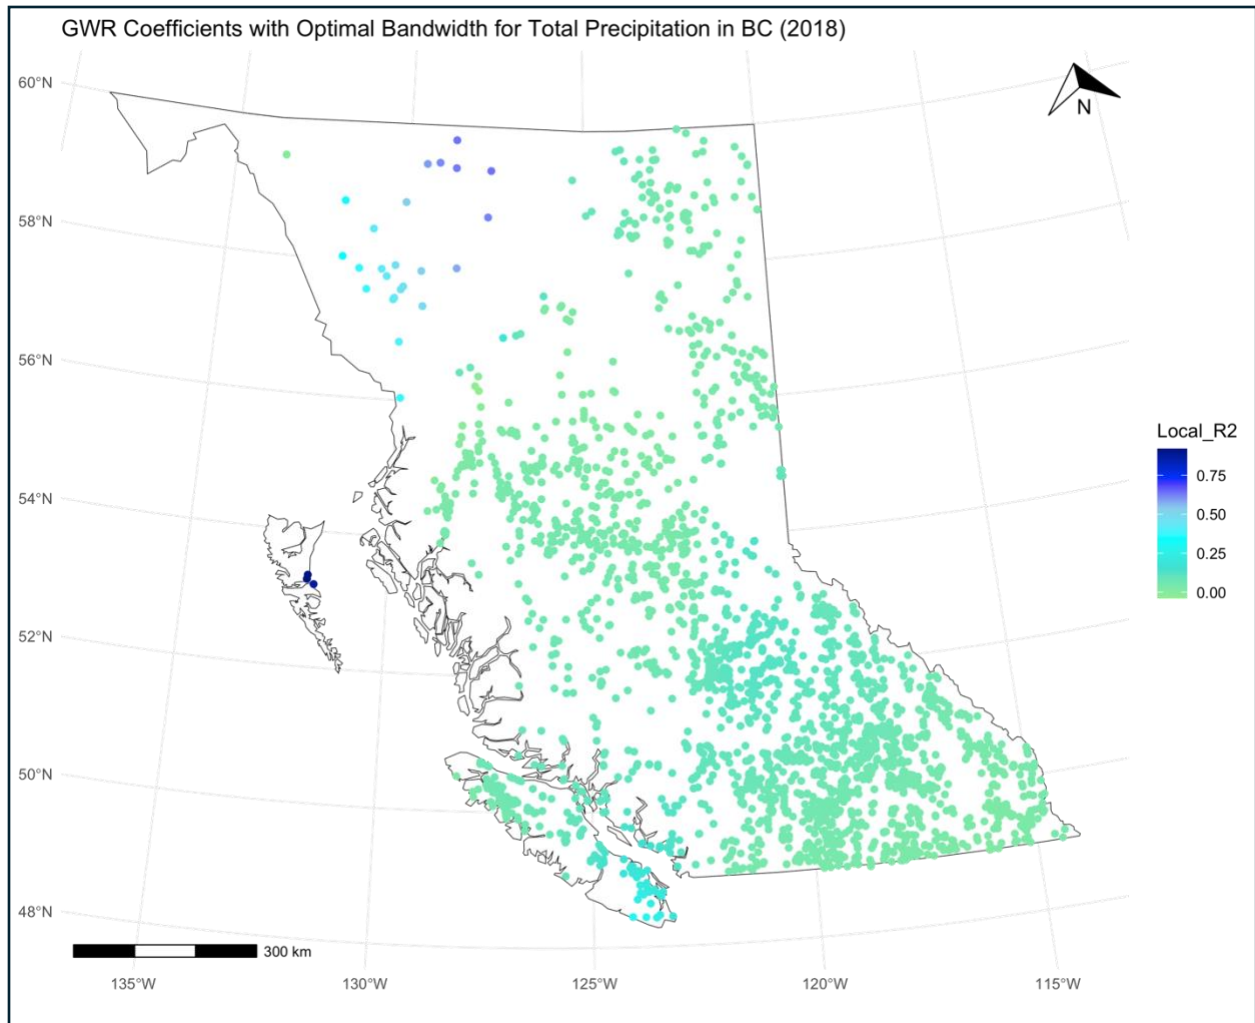 GWR Coefficients with Optimal Bandwidth for Total Precipitation in BC (2018)
N
60°N
58°N
56°N
54°N
52°N
50°N
48°N
Local_R2
0.75
0.50
0.25
0.00
300 km
135°W
130°W
125°W
120°W
115°W